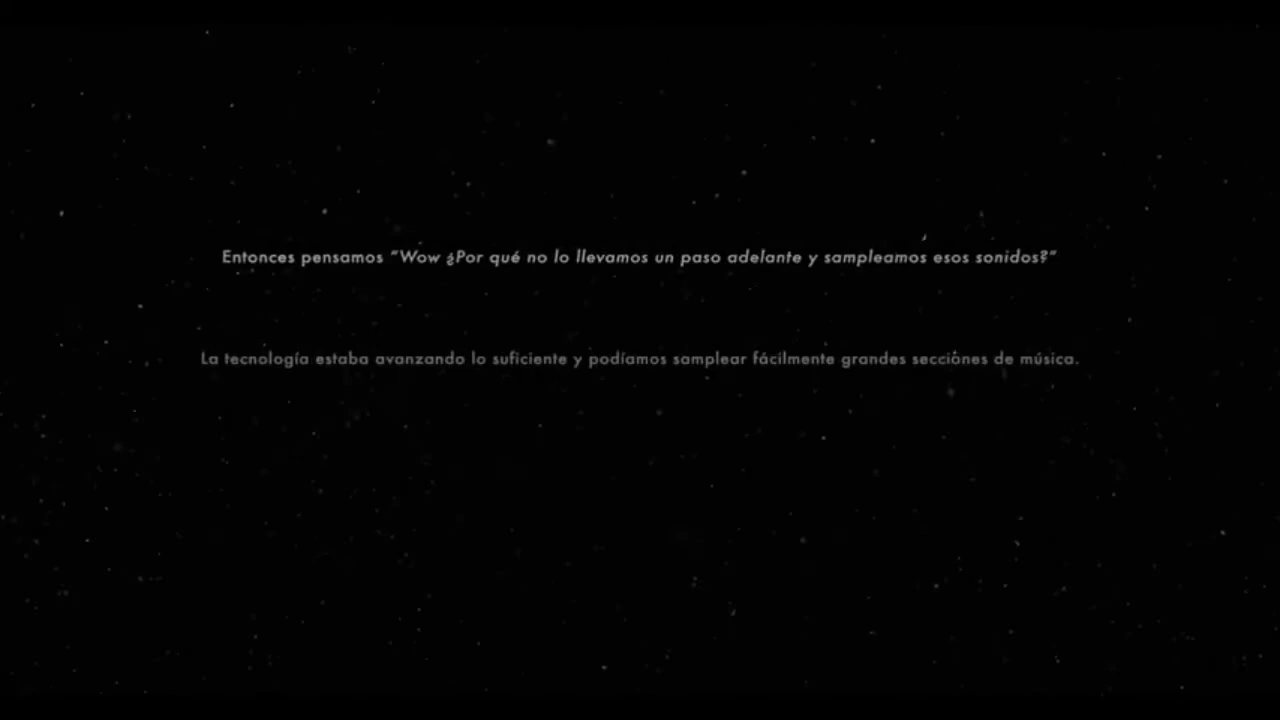 Entonces pensamos “Wow ¿Por qué no lo llevamos un paso adelante y sampleamos esos sonidos?”
La tecnología estaba avanzando lo suficiente y podíamos samplear fácilmente grandes secciones de música.